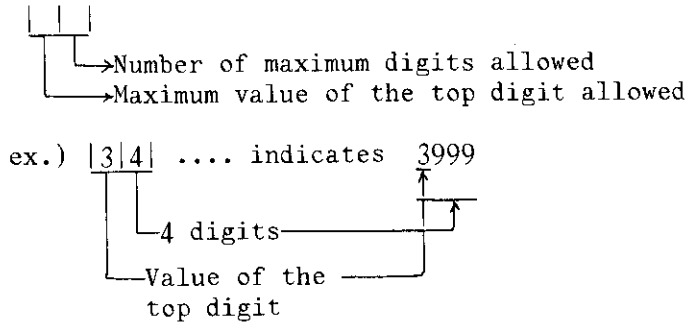 Number of maximum digits allowed
Maximum value of the top digit allowed
ex.) |3|4| .... indicates 3999
4 digits
Value of the
top digit